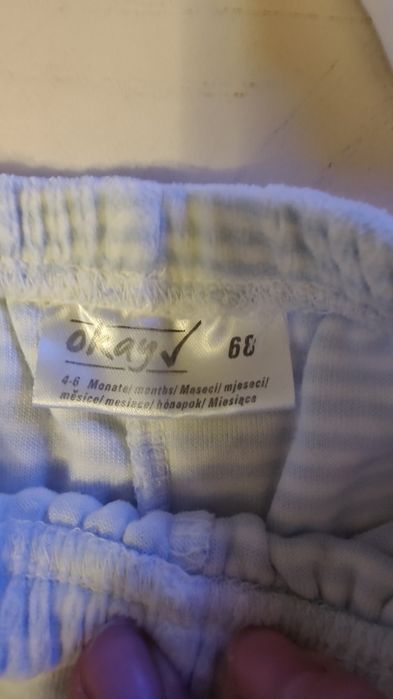 okay✓ 68
4-6 Monate/ months/ Meseci/ mjeseci/
měsíce/ mesiace/ hónapok/ Miesiące